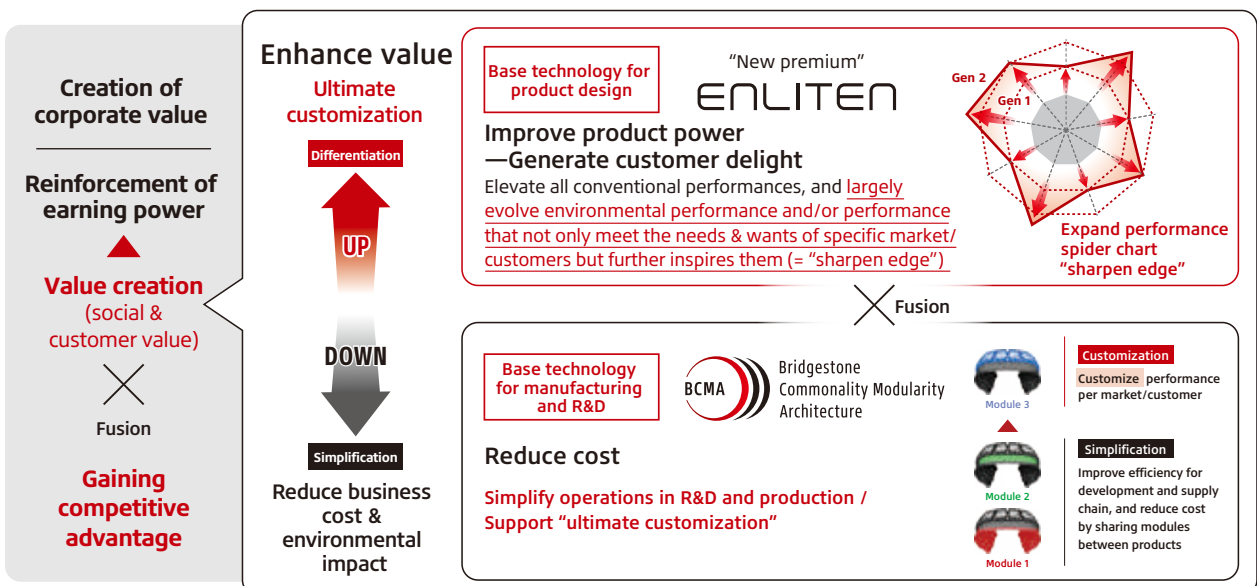 Creation of
corporate value
Reinforcement of
earning power
Value creation
(social &
customer value)
Fusion
Gaining
competitive
advantage
Enhance value
Ultimate
customization
Differentiation
UP
DOWN
Simplification
Reduce business
cost &
environmental
impact
Base technology for
product design
“New premium”
ENLITEN
Improve product power
—Generate customer delight
Elevate all conventional performances, and largely
evolve environmental performance and/or performance
that not only meet the needs & wants of specific market/
customers but further inspires them (= “sharpen edge”)
Gen 2
Gen 1
Expand performance
spider chart
“sharpen edge”
Fusion
Base technology
for manufacturing
and R&D
BCMA
Bridgestone
Commonality Modularity
Architecture
Reduce cost
Simplify operations in R&D and production /
Support “ultimate customization”
Module 3
Module 2
Module 1
Customization
Customize performance
per market/customer
Simplification
Improve efficiency for
development and supply
chain, and reduce cost
by sharing modules
between products